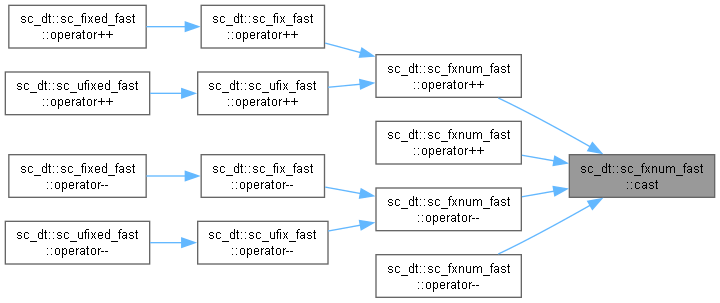 sc_dt::sc_fixed_fast
::operator++
sc_dt::sc_fix_fast
::operator++
sc_dt::sc_fxnum_fast
::operator++
sc_dt::sc_ufixed_fast
::operator++
sc_dt::sc_ufix_fast
::operator++
sc_dt::sc_fxnum_fast
::operator++
sc_dt::sc_fxnum_fast
::cast
sc_dt::sc_fixed_fast
::operator--
sc_dt::sc_fix_fast
::operator--
sc_dt::sc_fxnum_fast
::operator--
sc_dt::sc_ufixed_fast
::operator--
sc_dt::sc_ufix_fast
::operator--
sc_dt::sc_fxnum_fast
::operator--